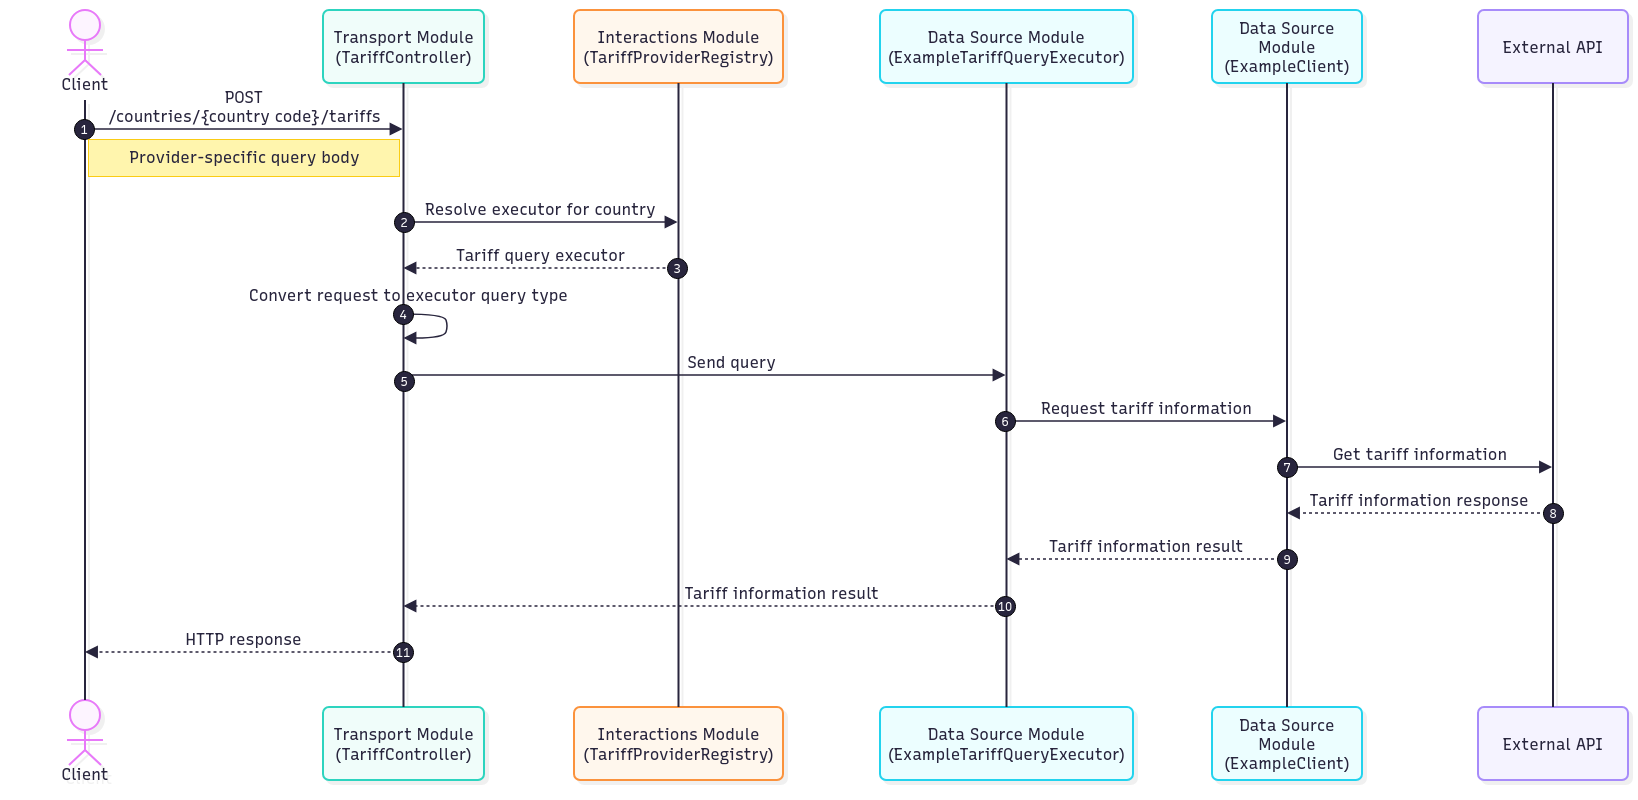 Client
Transport Module
(TariffController)
Interactions Module
(TariffProviderRegistry)
Data Source Module
(ExampleTariffQueryExecutor)
Data Source
Module
(ExampleClient)
External API
POST
/countries/{country code}/tariffs
1
Provider-specific query body
Resolve executor for country
2
Tariff query executor
3
Convert request to executor query type
4
Send query
5
Request tariff information
6
Get tariff information
7
Tariff information response
8
Tariff information result
9
Tariff information result
10
HTTP response
11
Client
Transport Module
(TariffController)
Interactions Module
(TariffProviderRegistry)
Data Source Module
(ExampleTariffQueryExecutor)
Data Source
Module
(ExampleClient)
External API